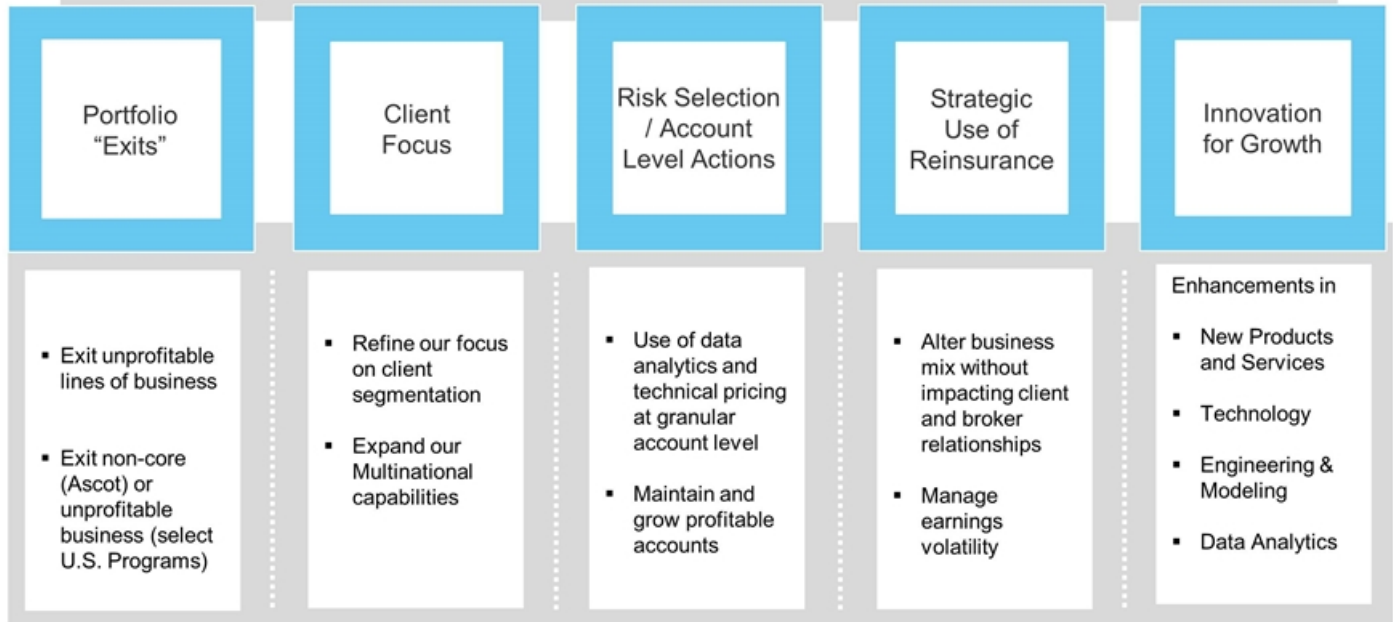 Portfolio
“Exits”
Client
Focus
Risk Selection
/ Account
Level Actions
Strategic
Use of
Reinsurance
Innovation
for Growth
▪ Exit unprofitable
lines of business
▪ Exit non-core
(Ascot) or
unprofitable
business (select
U.S. Programs)
▪ Refine our focus
on client
segmentation
▪ Expand our
Multinational
capabilities
▪ Use of data
analytics and
technical pricing
at granular
account level
▪ Maintain and
grow profitable
accounts
▪ Alter business
mix without
impacting client
and broker
relationships
▪ Manage
earnings
volatility
Enhancements in
▪ New Products
and Services
▪ Technology
▪ Engineering &
Modeling
▪ Data Analytics